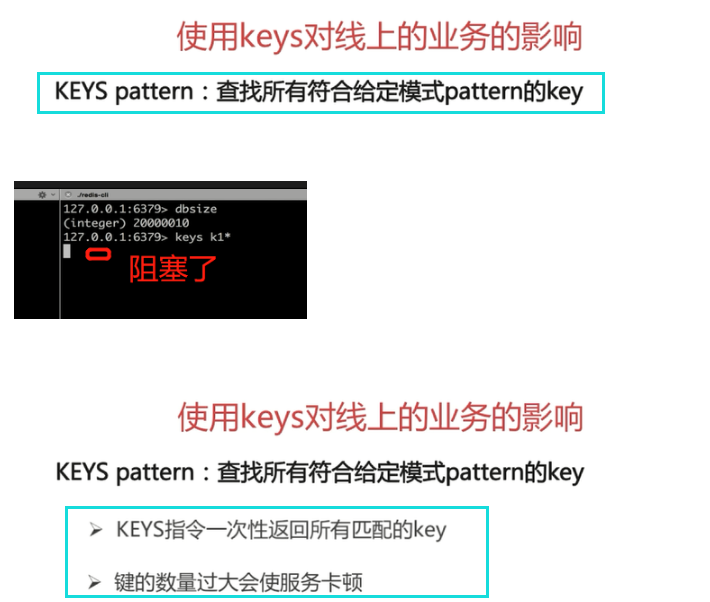 使用keys对线上的业务的影响
KEYS pattern：查找所有符合给定模式pattern的key
./redis-cli
127.0.0.1:6379> dbsize
(integer) 20000010
127.0.0.1:6379> keys k1*
阻塞了
使用keys对线上的业务的影响
KEYS pattern：查找所有符合给定模式pattern的key
➢ KEYS指令一次性返回所有匹配的key
➢ 键的数量过大会使服务卡顿